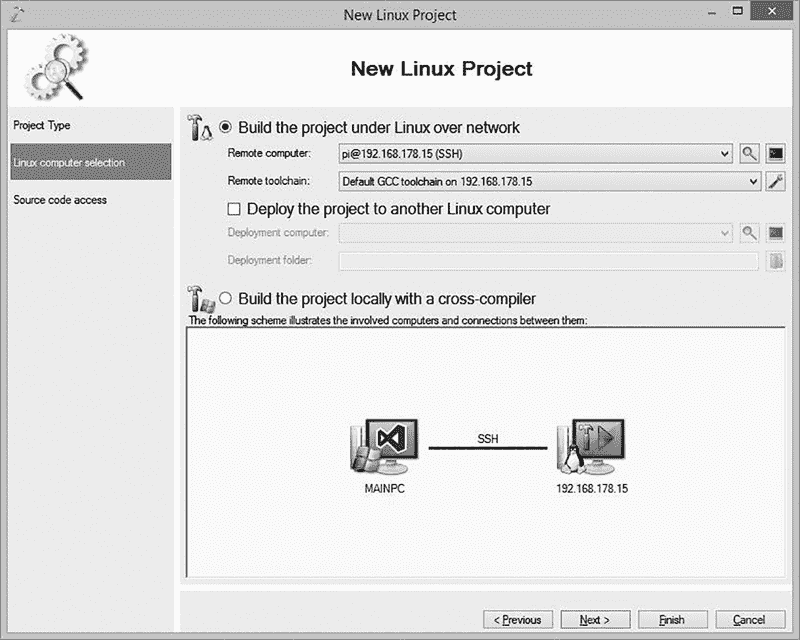 New Linux Project
New Linux Project
Project Type
Linux computer selection
Source code access
Build the project under Linux over network
Remote computer: pi@192.168.178.15 (SSH)
Remote toolchain: Default GCC toolchain on 192.168.178.15
Deploy the project to another Linux computer
Deployment computer:
Deployment folder:
Build the project locally with a cross-compiler
The following scheme illustrates the involved computers and connections between them:
SSH
MAINPC
192.168.178.15
< Previous
Next >
Finish
Cancel